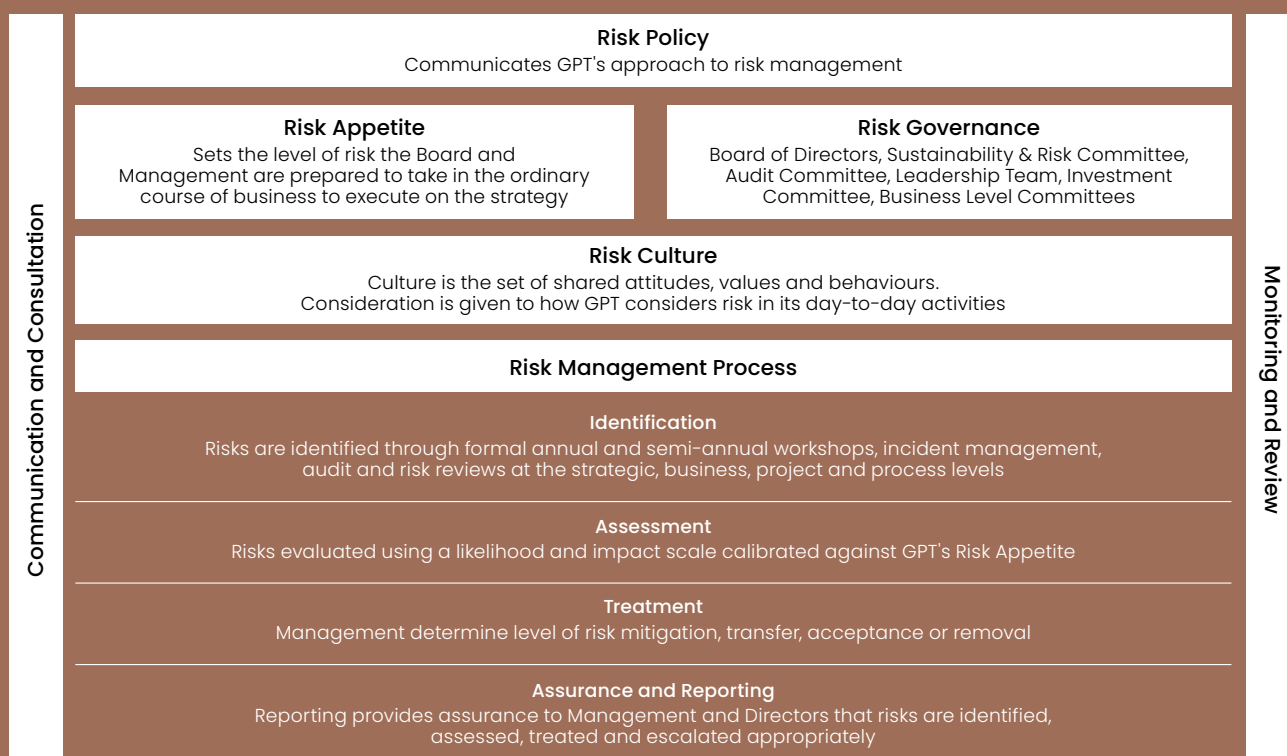 Communication and Consultation
Risk Policy
Communicates GPT's approach to risk management
Risk Appetite
Sets the level of risk the Board and
Management are prepared to take in the ordinary
course of business to execute on the strategy
Risk Governance
Board of Directors, Sustainability & Risk Committee,
Audit Committee, Leadership Team, Investment
Committee, Business Level Committees
Risk Culture
Culture is the set of shared attitudes, values and behaviours.
Consideration is given to how GPT considers risk in its day-to-day activities
Risk Management Process
Identification
Risks are identified through formal annual and semi-annual workshops, incident management,
audit and risk reviews at the strategic, business, project and process levels
Assessment
Risks evaluated using a likelihood and impact scale calibrated against GPT's Risk Appetite
Treatment
Management determine level of risk mitigation, transfer, acceptance or removal
Assurance and Reporting
Reporting provides assurance to Management and Directors that risks are identified,
assessed, treated and escalated appropriately
Monitoring and Review